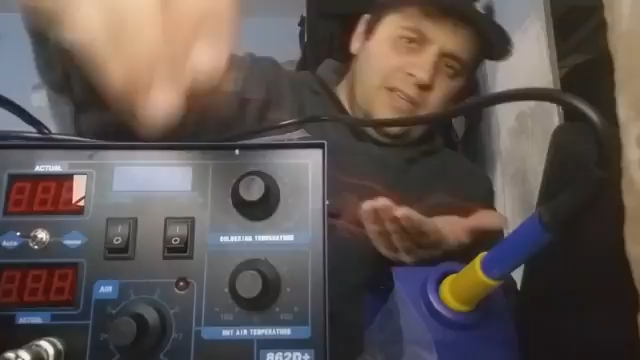 ACTUAL
888
I
O
I
O
SOLDERING TEMPERATURE
888
AIR
ACTUAL
HOT AIR TEMPERATURE
862D+